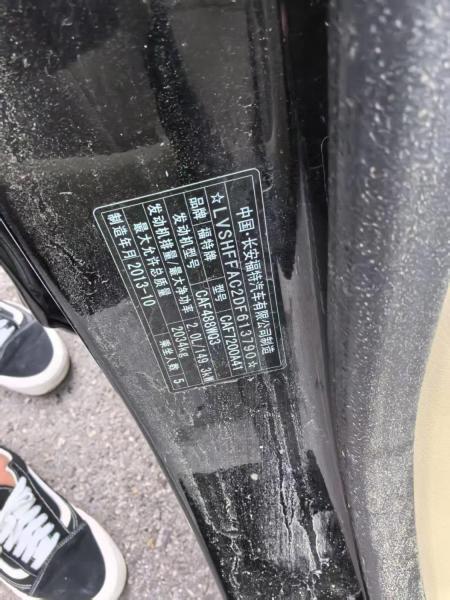 中国·长安福特汽车有限公司制造
☆LVSHFFAC2DF613790☆
品牌 福特牌 型号 CAF7200A4T
发动机型号 CAF488WQ3
发动机排量 最大净功率 2.0L/149.3kW
最大允许总质量 2034kg
制造年月 2013-10 乘坐人数 5